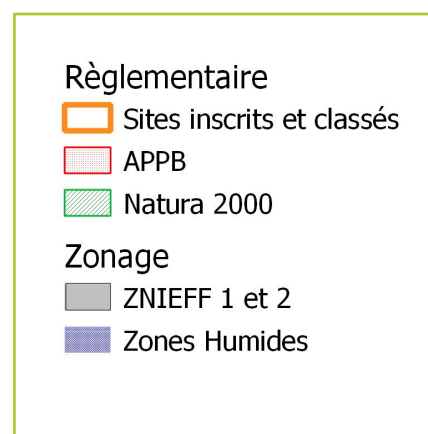 Règlementaire
Sites inscrits et classés
APPB
Natura 2000
Zonage
ZNIEFF 1 et 2
Zones Humides